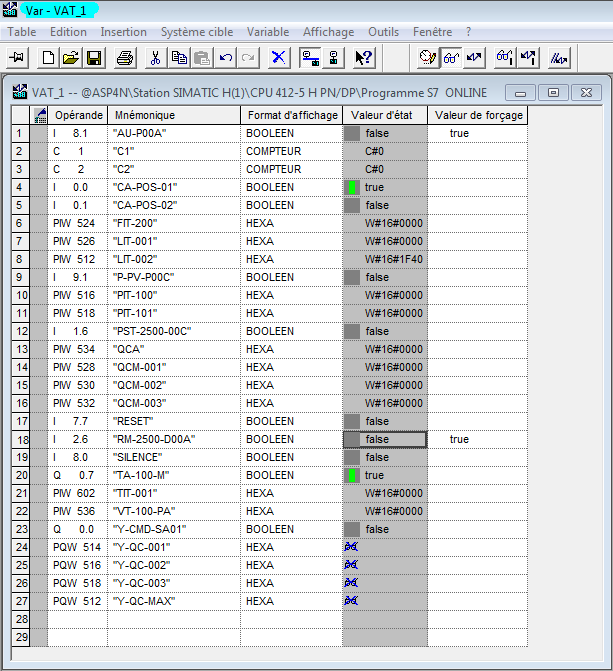 Var - VAT_1
Table Edition Insertion Système cible Variable Affichage Outils Fenêtre ?
VAT_1 -- @ASP4N\Station SIMATIC H(1)\CPU 412-5 H PN/DP\Programme S7 ONLINE
Opérande Mnémonique Format d'affichage Valeur d'état Valeur de forçage
1 I 8.1 "AU-P00A" BOOLEEN false true
2 C 1 "C1" COMPTEUR C#0
3 C 2 "C2" COMPTEUR C#0
4 I 0.0 "CA-POS-01" BOOLEEN true
5 I 0.1 "CA-POS-02" BOOLEEN false
6 PIW 524 "FIT-200" HEXA W#16#0000
7 PIW 526 "LIT-001" HEXA W#16#0000
8 PIW 512 "LIT-002" HEXA W#16#1F40
9 I 9.1 "P-PV-P00C" BOOLEEN false
10 PIW 516 "PIT-100" HEXA W#16#0000
11 PIW 518 "PIT-101" HEXA W#16#0000
12 I 1.6 "PST-2500-00C" BOOLEEN false
13 PIW 534 "QCA" HEXA W#16#0000
14 PIW 528 "QCM-001" HEXA W#16#0000
15 PIW 530 "QCM-002" HEXA W#16#0000
16 PIW 532 "QCM-003" HEXA W#16#0000
17 I 7.7 "RESET" BOOLEEN false
18 I 2.6 "RM-2500-D00A" BOOLEEN false true
19 I 8.0 "SILENCE" BOOLEEN false
20 Q 0.7 "TA-100-M" BOOLEEN true
21 PIW 602 "TIT-001" HEXA W#16#0000
22 PIW 536 "VT-100-PA" HEXA W#16#0000
23 Q 0.0 "Y-CMD-SA01" BOOLEEN false
24 PQW 514 "Y-QC-001" HEXA
25 PQW 516 "Y-QC-002" HEXA
26 PQW 518 "Y-QC-003" HEXA
27 PQW 512 "Y-QC-MAX" HEXA
28
29